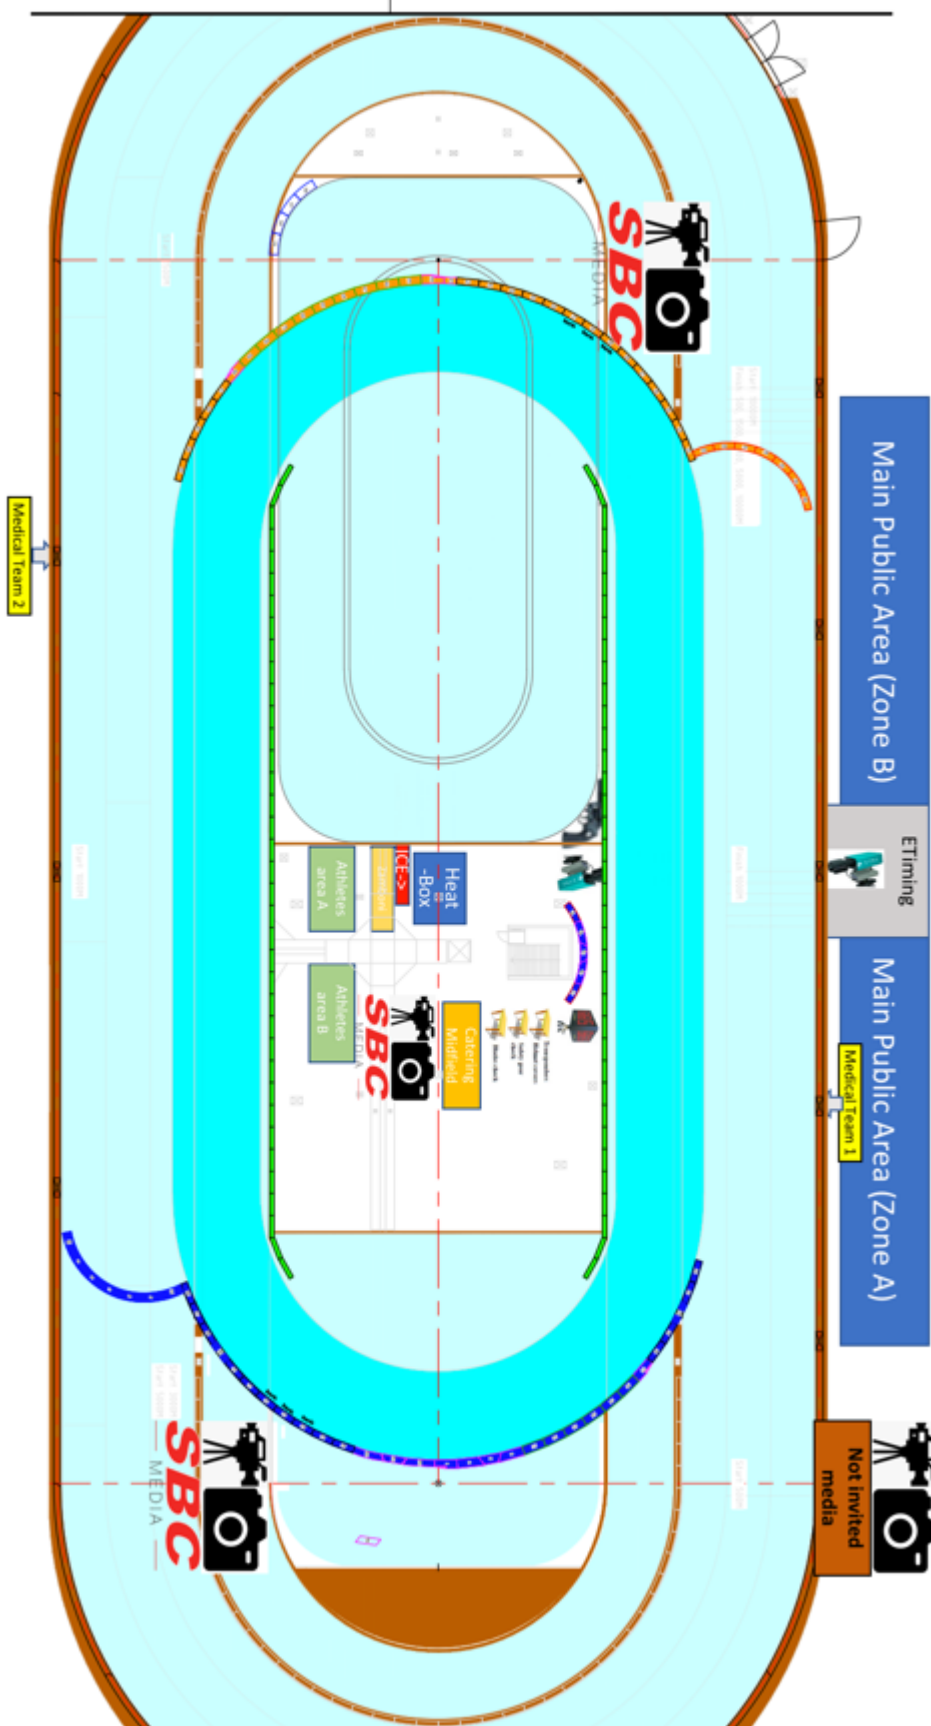 SBC
MEDIA
Main Public Area (Zone B)
Medical Team 2
ETiming
Heat
-Box
ICE->
Zamboni
Athletes
area A
Main Public Area (Zone A)
Medical Team 1
Athletes
area B
SBC
MEDIA
Catering
Midfield
Not invited
media
SBC
MEDIA